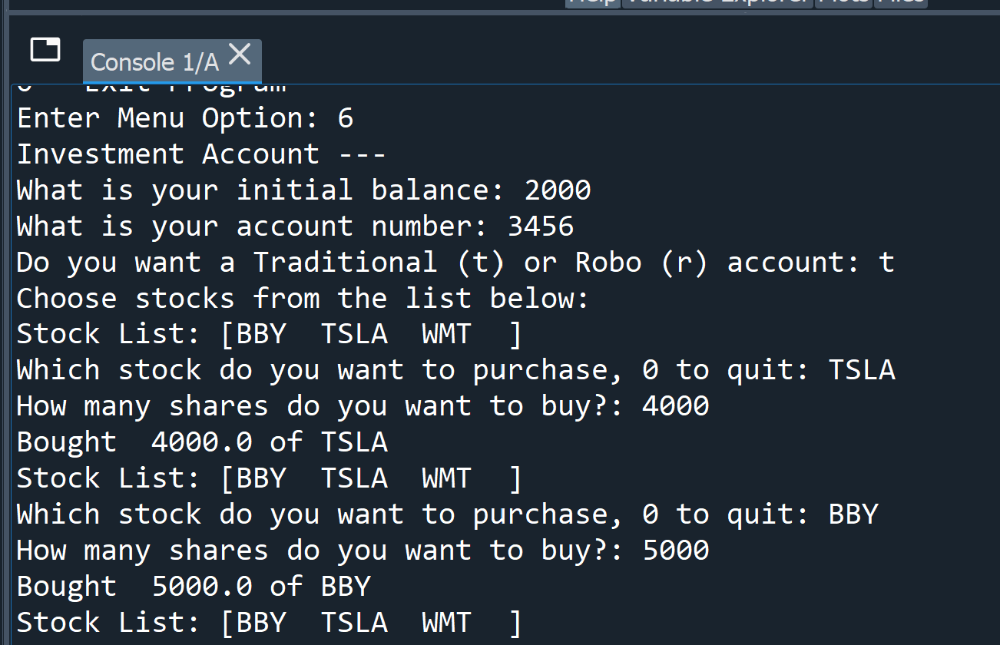 Help Variable Explorer Plots Files
Console 1/A
Exit Program
Enter Menu Option: 6
Investment Account ---
What is your initial balance: 2000
What is your account number: 3456
Do you want a Traditional (t) or Robo (r) account: t
Choose stocks from the list below:
Stock List: [BBY  TSLA  WMT  ]
Which stock do you want to purchase, 0 to quit: TSLA
How many shares do you want to buy?: 4000
Bought  4000.0 of TSLA
Stock List: [BBY  TSLA  WMT  ]
Which stock do you want to purchase, 0 to quit: BBY
How many shares do you want to buy?: 5000
Bought  5000.0 of BBY
Stock List: [BBY  TSLA  WMT  ]